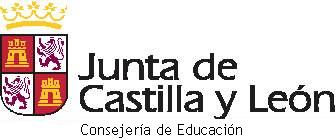 Junta de
Castilla y León
Consejería de Educación